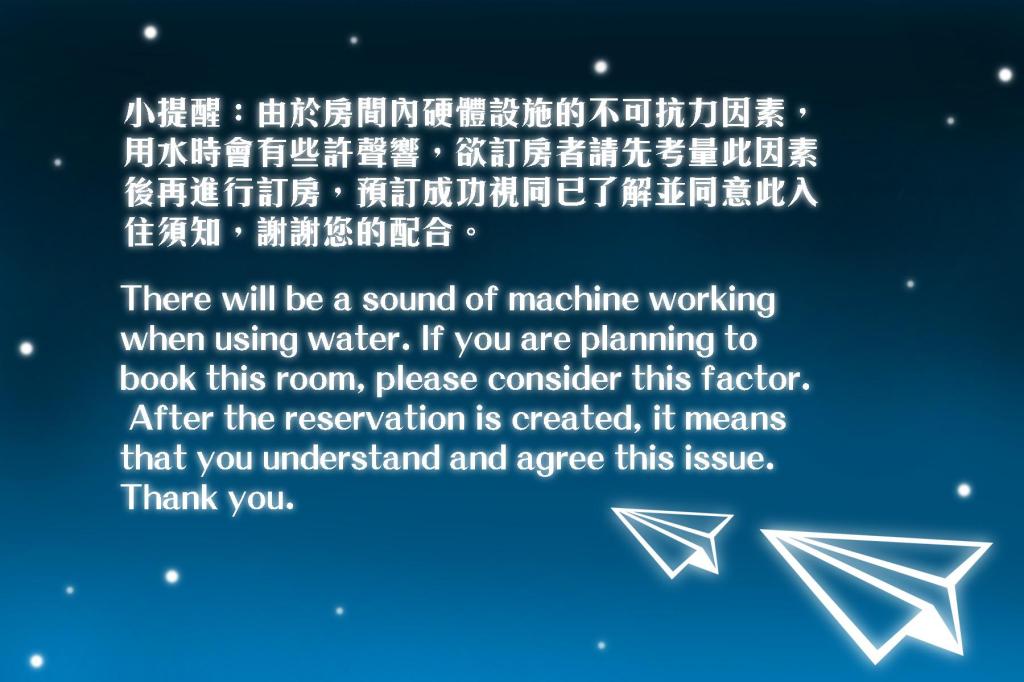 小提醒：由於房間內硬體設施的不可抗力因素，
用水時會有些許聲響，欲訂房者請先考量此因素
後再進行訂房，預訂成功視同已了解並同意此入
住須知，謝謝您的配合。
There will be a sound of machine working
when using water. If you are planning to
book this room, please consider this factor.
After the reservation is created, it means
that you understand and agree this issue.
Thank you.